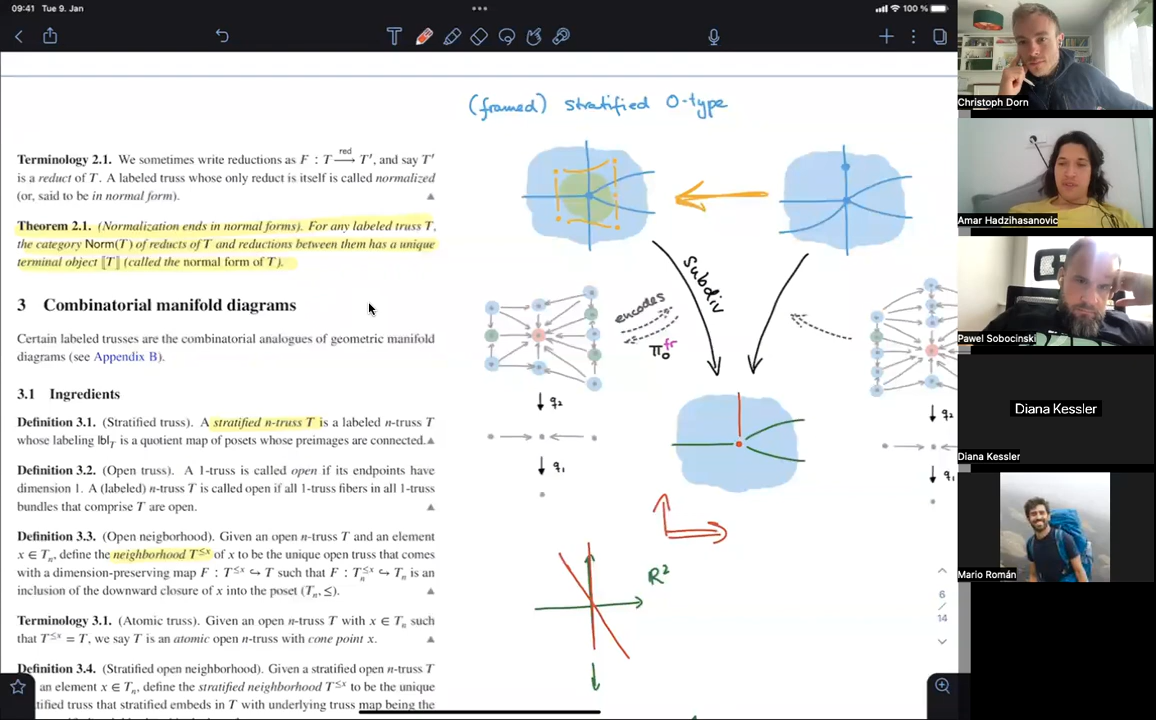 09:41 Tue 9. Jan
100 %
(framed) stratified 0-type
Terminology 2.1. We sometimes write reductions as F : T red→ T′, and say T′
is a reduct of T. A labeled truss whose only reduct is itself is called normalized
(or, said to be in normal form). ▲
Theorem 2.1. (Normalization ends in normal forms). For any labeled truss T,
the category Norm(T) of reducts of T and reductions between them has a unique
terminal object ⟦T⟧ (called the normal form of T).
3 Combinatorial manifold diagrams
Certain labeled trusses are the combinatorial analogues of geometric manifold
diagrams (see Appendix B).
3.1 Ingredients
Definition 3.1. (Stratified truss). A stratified n-truss T is a labeled n-truss T
whose labeling lbl_T is a quotient map of posets whose preimages are connected.▲
Definition 3.2. (Open truss). A 1-truss is called open if its endpoints have
dimension 1. A (labeled) n-truss T is called open if all 1-truss fibers in all 1-truss
bundles that comprise T are open. ▲
Definition 3.3. (Open neigborhood). Given an open n-truss T and an element
x ∈ T_n, define the neighborhood T^≤x of x to be the unique open truss that comes
with a dimension-preserving map F : T^≤x ↪ T such that F : T_n^≤x ↪ T_n is an
inclusion of the downward closure of x into the poset (T_n, ≤). ▲
Terminology 3.1. (Atomic truss). Given an open n-truss T with x ∈ T_n such
that T^≤x = T, we say T is an atomic open n-truss with cone point x. ▲
Definition 3.4. (Stratified open neighborhood). Given a stratified open n-truss T
an element x ∈ T_n, define the stratified neighborhood T^≤x to be the unique
tified truss that stratified embeds in T with underlying truss map being the
Subdiv
encodes
π₀^fr
↓ q₂
↓ q₁
↓ q₂
↓ q₁
R²
6
/
14
Christoph Dorn
Amar Hadzihasanovic
Pawel Sobocinski
Diana Kessler
Diana Kessler
Mario Román